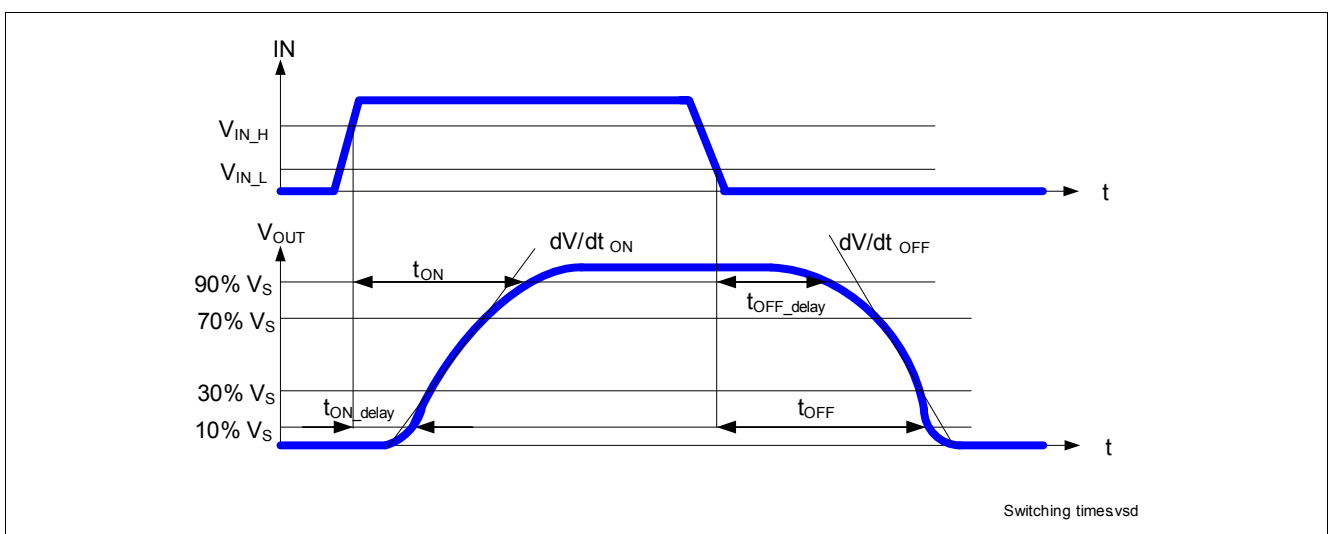 IN
V_IN_H
V_IN_L
t
V_OUT
dV/dt ON
dV/dt OFF
t_ON
90% V_S
t_OFF_delay
70% V_S
30% V_S
t_ON_delay
t_OFF
10% V_S
t
Switching times.vsd